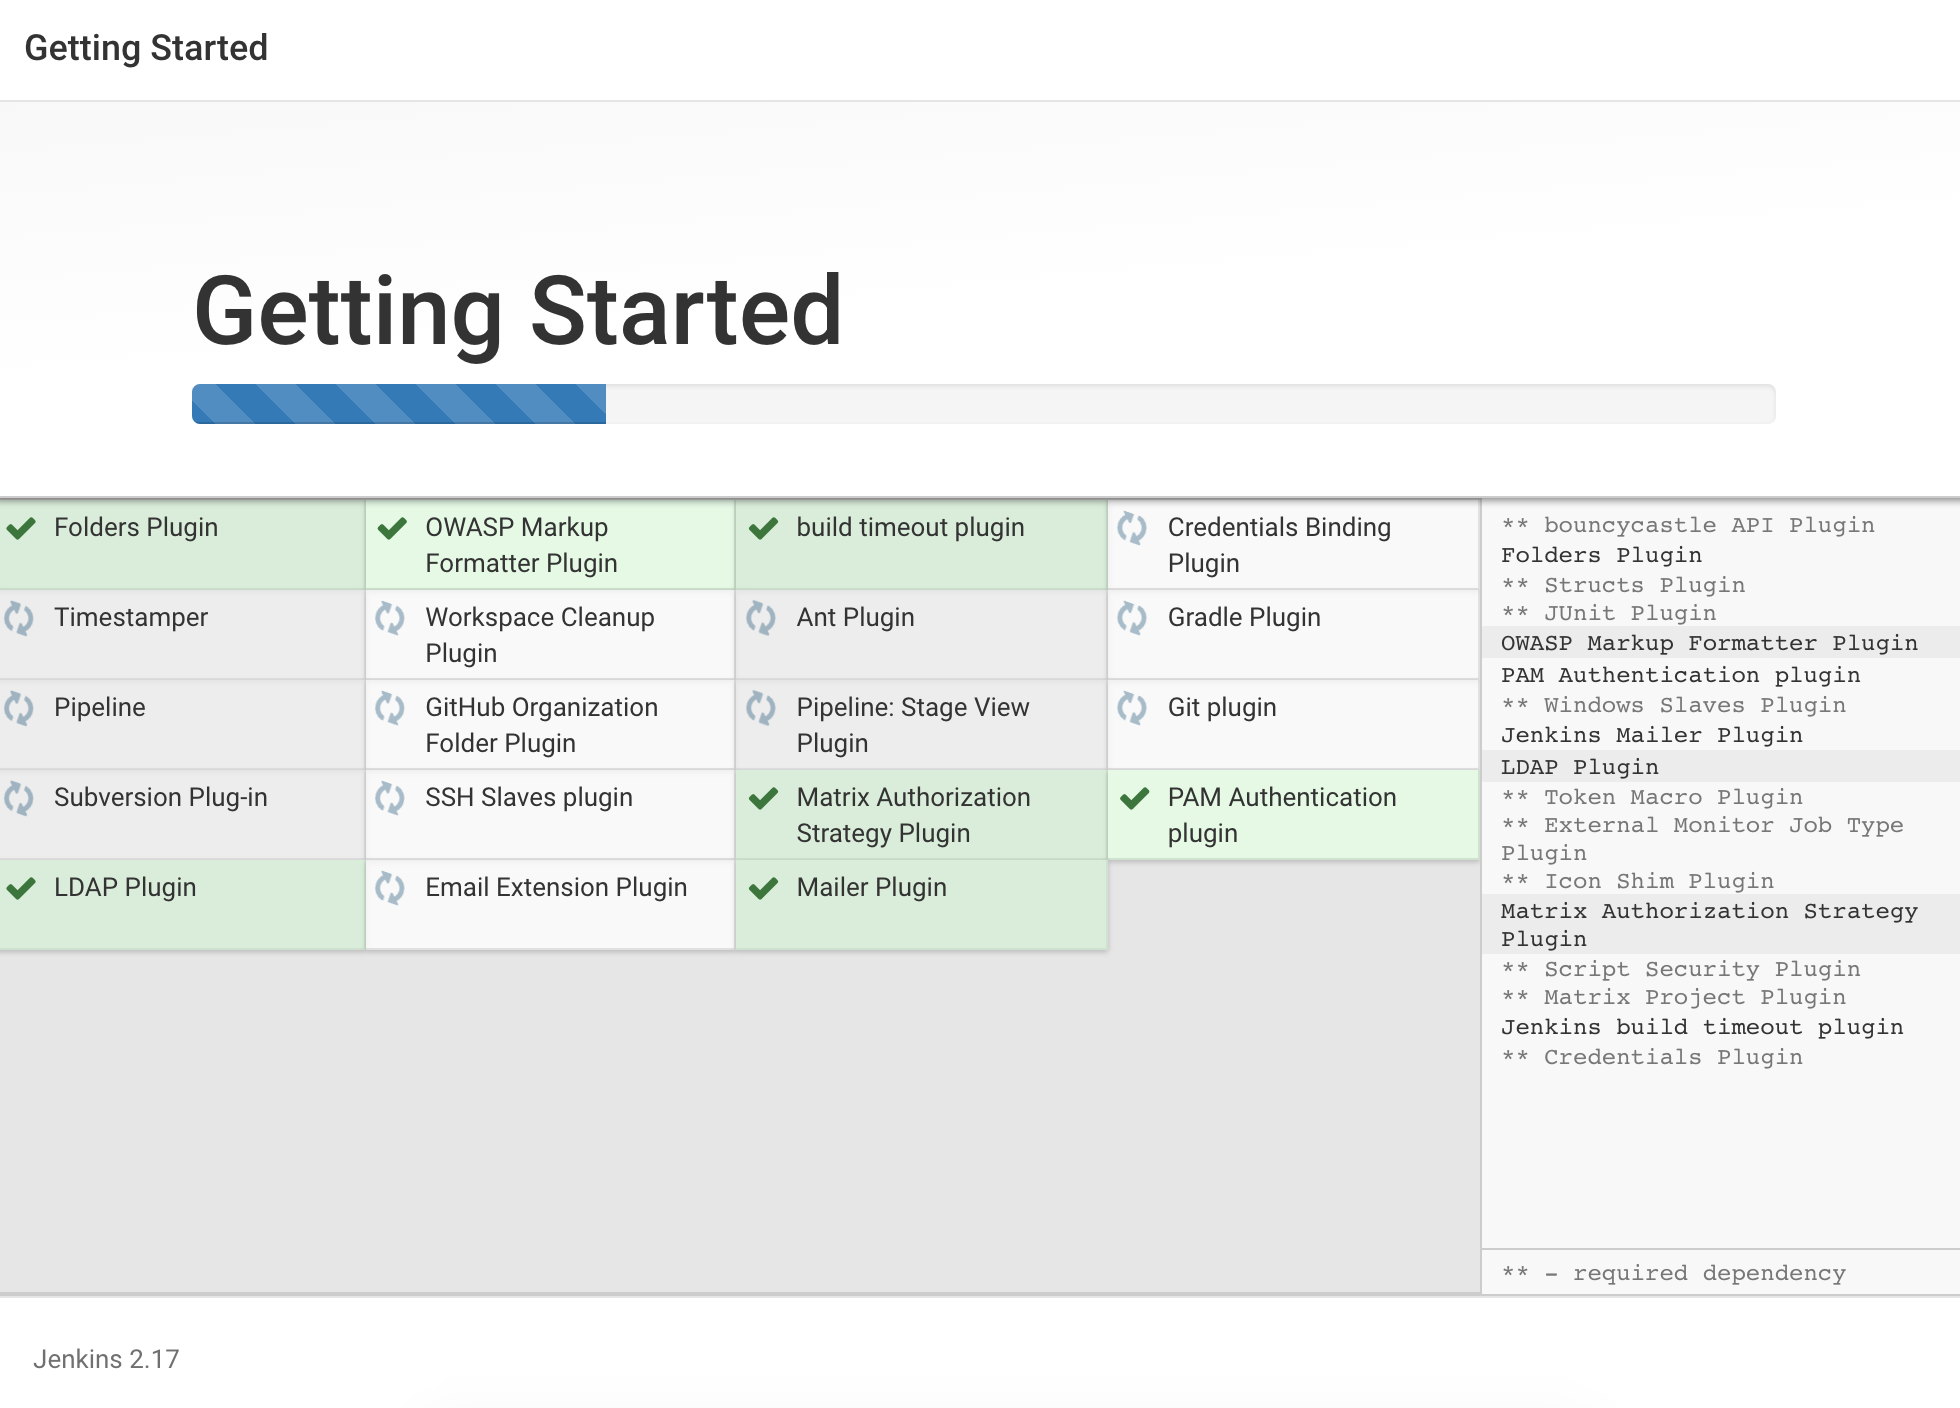 Getting Started
Getting Started
Folders Plugin
OWASP Markup
Formatter Plugin
build timeout plugin
Credentials Binding
Plugin
Timestamper
Workspace Cleanup
Plugin
Ant Plugin
Gradle Plugin
Pipeline
GitHub Organization
Folder Plugin
Pipeline: Stage View
Plugin
Git plugin
Subversion Plug-in
SSH Slaves plugin
Matrix Authorization
Strategy Plugin
PAM Authentication
plugin
LDAP Plugin
Email Extension Plugin
Mailer Plugin
** bouncycastle API Plugin
Folders Plugin
** Structs Plugin
** JUnit Plugin
OWASP Markup Formatter Plugin
PAM Authentication plugin
** Windows Slaves Plugin
Jenkins Mailer Plugin
LDAP Plugin
** Token Macro Plugin
** External Monitor Job Type
Plugin
** Icon Shim Plugin
Matrix Authorization Strategy
Plugin
** Script Security Plugin
** Matrix Project Plugin
Jenkins build timeout plugin
** Credentials Plugin
** - required dependency
Jenkins 2.17